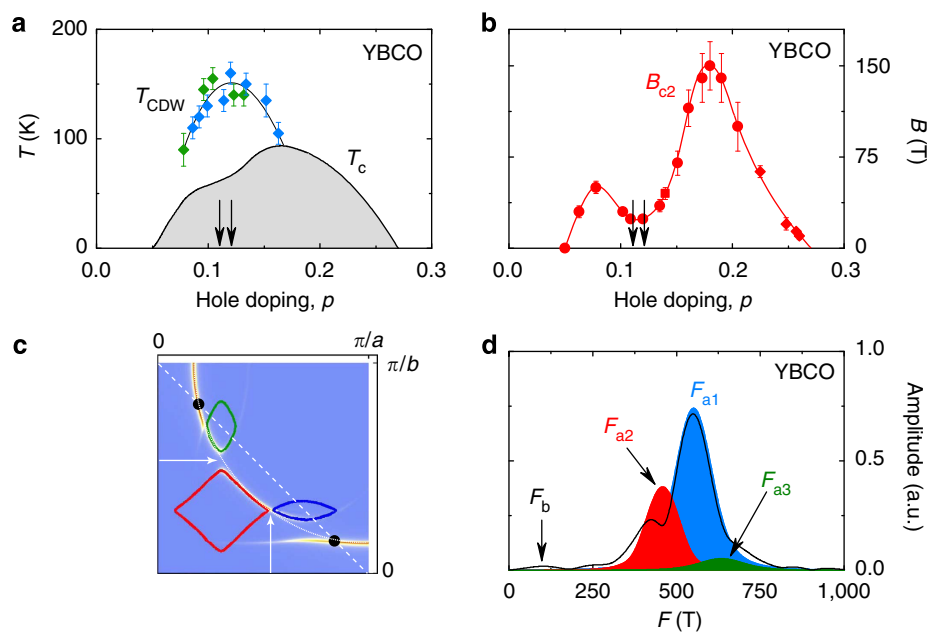 a
200
150
100
50
0
T (K)
YBCO
T_CDW
T_c
0.0
0.1
0.2
0.3
Hole doping, p
b
YBCO
B_c2
150
75
0
B (T)
0.0
0.1
0.2
0.3
Hole doping, p
c
0
π/a
π/b
0
d
YBCO
F_a1
F_a2
F_a3
F_b
1.0
0.5
0.0
Amplitude (a.u.)
0
250
500
750
1,000
F (T)